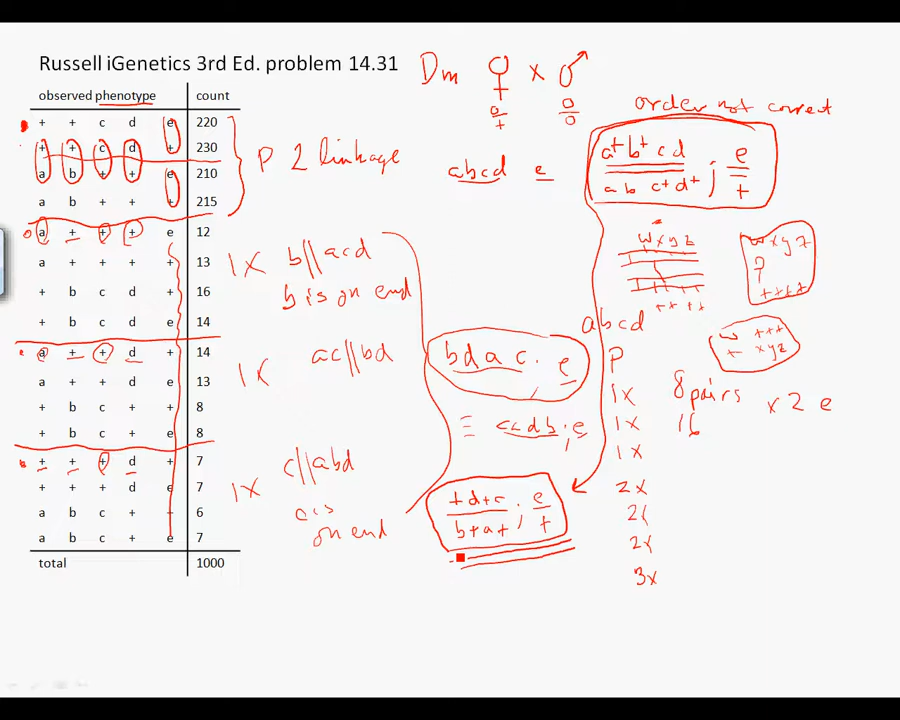 Russell iGenetics 3rd Ed. problem 14.31
Dm ♀ x ♂
observed phenotype count
+ + c d e 220
+ + c d + 230
a b + + e 210
a b + + + 215
a + + + e 12
a + + + + 13
+ b c d + 16
+ b c d e 14
a + + d + 14
a + + d e 13
+ b c + + 8
+ b c + e 8
+ + + d + 7
+ + + d e 7
a b c + + 6
a b c + e 7
total 1000
P 2 linkage
1X b//acd
b is on end
1X ac//bd
1X c//abd
on end
order not correct
abcd e
a+ b+ c d ; e
a b c+ d+ +
w x y z
+ + + +
w x y z
?
+ + + +
w + + +
+ x y z
abcd
P
1X 8 pairs x 2 e
1X 16
1X
2X
2X
2X
3X
b d a c . e
≡ c a d b ; e
+ d + c ; e
b + a + +